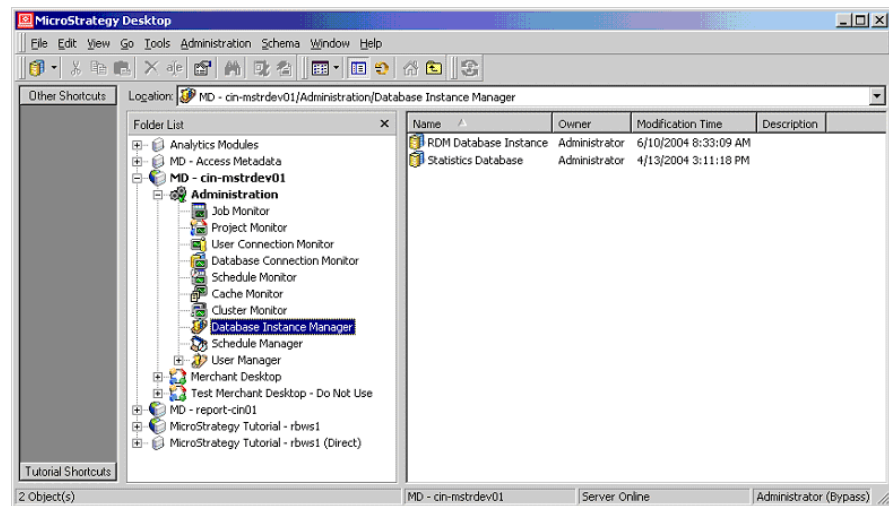 MicroStrategy Desktop
File Edit View Go Tools Administration Schema Window Help
Other Shortcuts
Location: MD - cin-mstrdev01/Administration/Database Instance Manager
Folder List
Analytics Modules
MD - Access Metadata
MD - cin-mstrdev01
Administration
Job Monitor
Project Monitor
User Connection Monitor
Database Connection Monitor
Schedule Monitor
Cache Monitor
Cluster Monitor
Database Instance Manager
Schedule Manager
User Manager
Merchant Desktop
Test Merchant Desktop - Do Not Use
MD - report-cin01
MicroStrategy Tutorial - rbws1
MicroStrategy Tutorial - rbws1 (Direct)
Name Owner Modification Time Description
RDM Database Instance Administrator 6/10/2004 8:33:09 AM
Statistics Database Administrator 4/13/2004 3:11:18 PM
Tutorial Shortcuts
2 Object(s) MD - cin-mstrdev01 Server Online Administrator (Bypass)